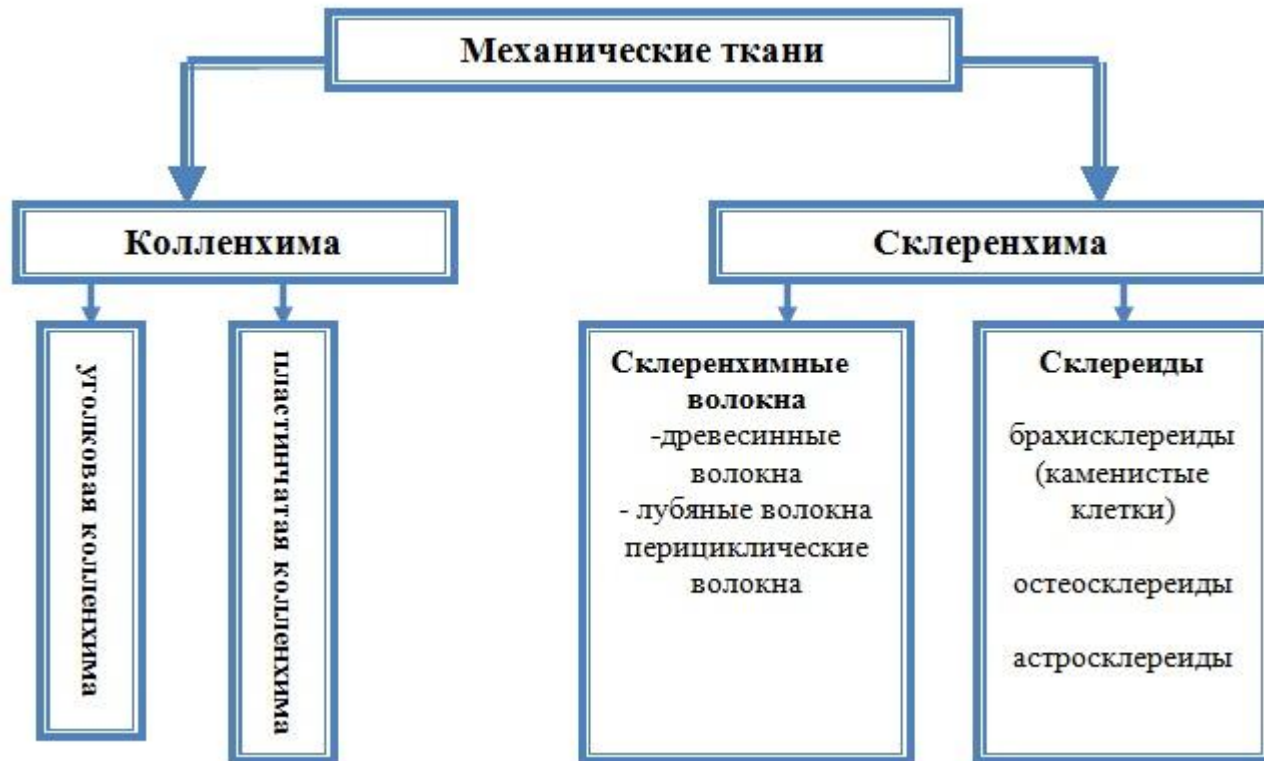 Механические ткани
Колленхима
Склеренхима
уголковая колленхима
пластинчатая колленхима
Склеренхимные
волокна
-древесинные
волокна
- лубяные волокна
перициклические
волокна
Склереиды
брахисклереиды
(каменистые
клетки)
остеосклереиды
астросклереиды